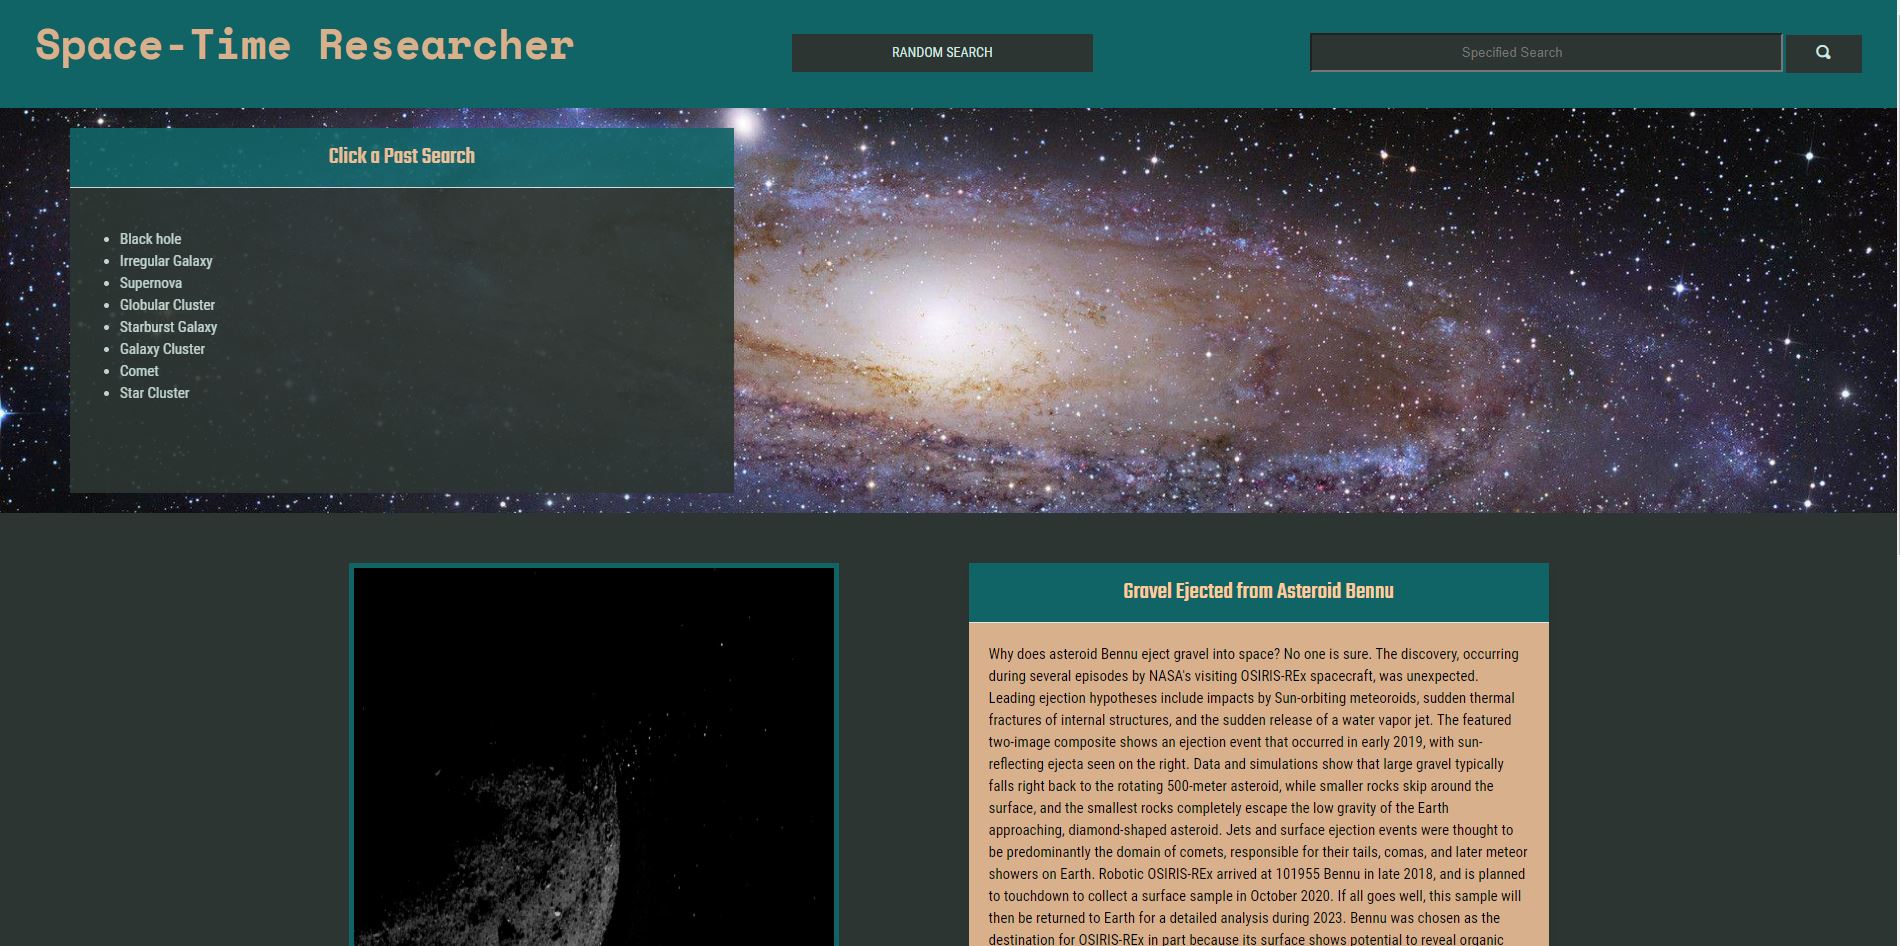 Space-Time Researcher
RANDOM SEARCH
Specified Search
Click a Past Search
Black hole
Irregular Galaxy
Supernova
Globular Cluster
Starburst Galaxy
Galaxy Cluster
Comet
Star Cluster
Gravel Ejected from Asteroid Bennu
Why does asteroid Bennu eject gravel into space? No one is sure. The discovery, occurring
during several episodes by NASA's visiting OSIRIS-REx spacecraft, was unexpected.
Leading ejection hypotheses include impacts by Sun-orbiting meteoroids, sudden thermal
fractures of internal structures, and the sudden release of a water vapor jet. The featured
two-image composite shows an ejection event that occurred in early 2019, with sun-
reflecting ejecta seen on the right. Data and simulations show that large gravel typically
falls right back to the rotating 500-meter asteroid, while smaller rocks skip around the
surface, and the smallest rocks completely escape the low gravity of the Earth
approaching, diamond-shaped asteroid. Jets and surface ejection events were thought to
be predominantly the domain of comets, responsible for their tails, comas, and later meteor
showers on Earth. Robotic OSIRIS-REx arrived at 101955 Bennu in late 2018, and is planned
to touchdown to collect a surface sample in October 2020. If all goes well, this sample will
then be returned to Earth for a detailed analysis during 2023. Bennu was chosen as the
destination for OSIRIS-REx in part because its surface shows potential to reveal organic